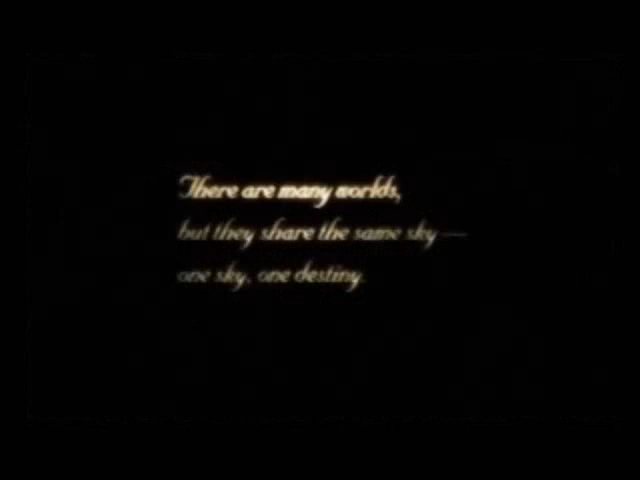 There are many worlds,
but they share the same sky—
one sky, one destiny.